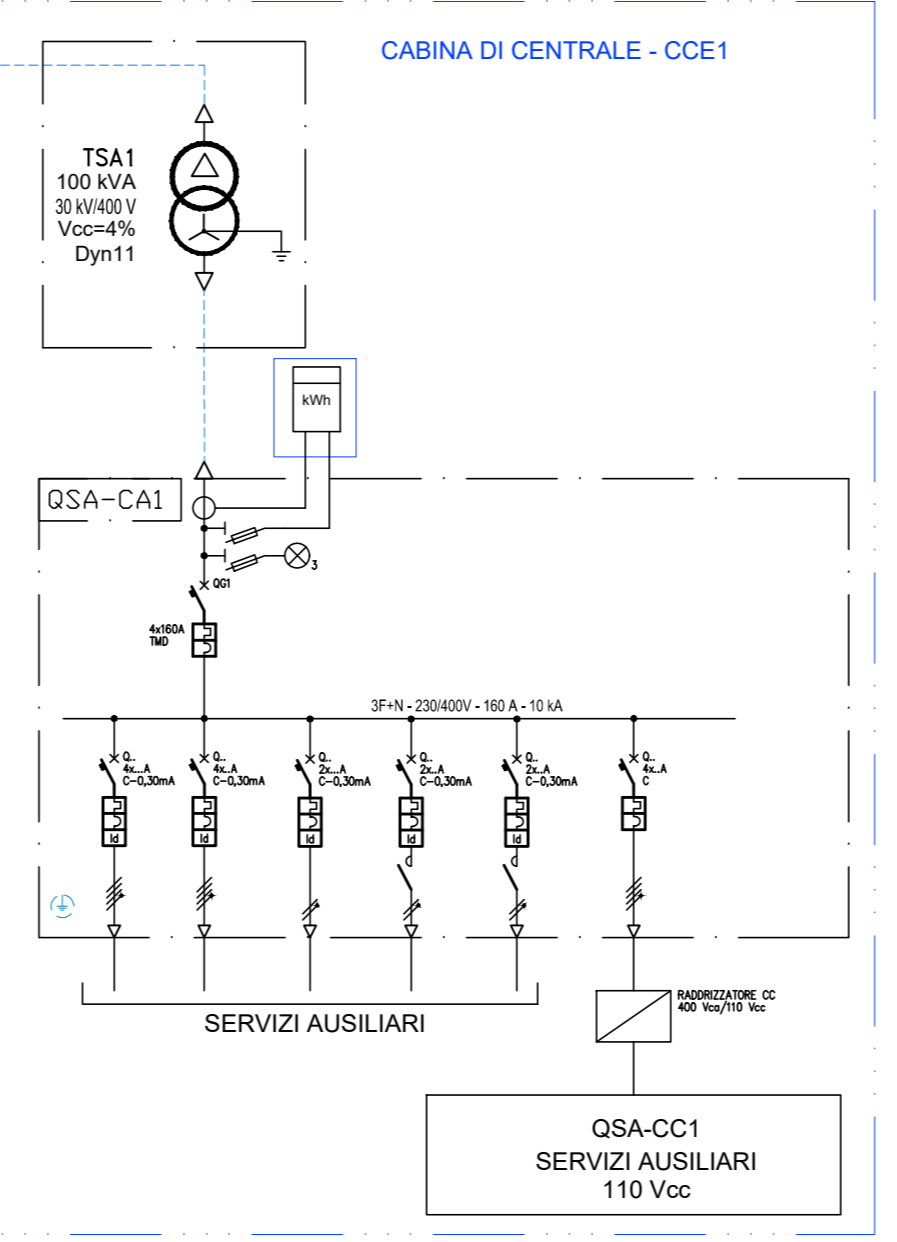 CABINA DI CENTRALE - CCE1
TSA1
100 kVA
30 kV/400 V
Vcc=4%
Dyn11
kWh
QSA-CA1
3
QG1
4x160A
TMD
3F+N - 230/400V - 160 A - 10 kA
Q..
4x...A
C-0,30mA
Id
Q..
4x..A
C-0,30mA
Id
Q..
2x...A
C-0,30mA
Id
Q..
2x..A
C-0,30mA
Id
Q..
2x..A
C-0,30mA
Id
Q..
4x..A
C
SERVIZI AUSILIARI
RADDRIZZATORE CC
400 Vca/110 Vcc
QSA-CC1
SERVIZI AUSILIARI
110 Vcc